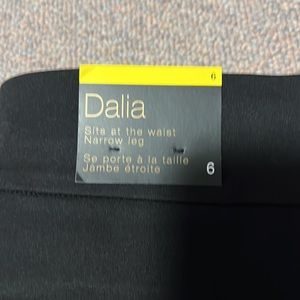 6
Dalia
Sits at the waist
Narrow leg
Se porte à la taille
Jambe étroite
6